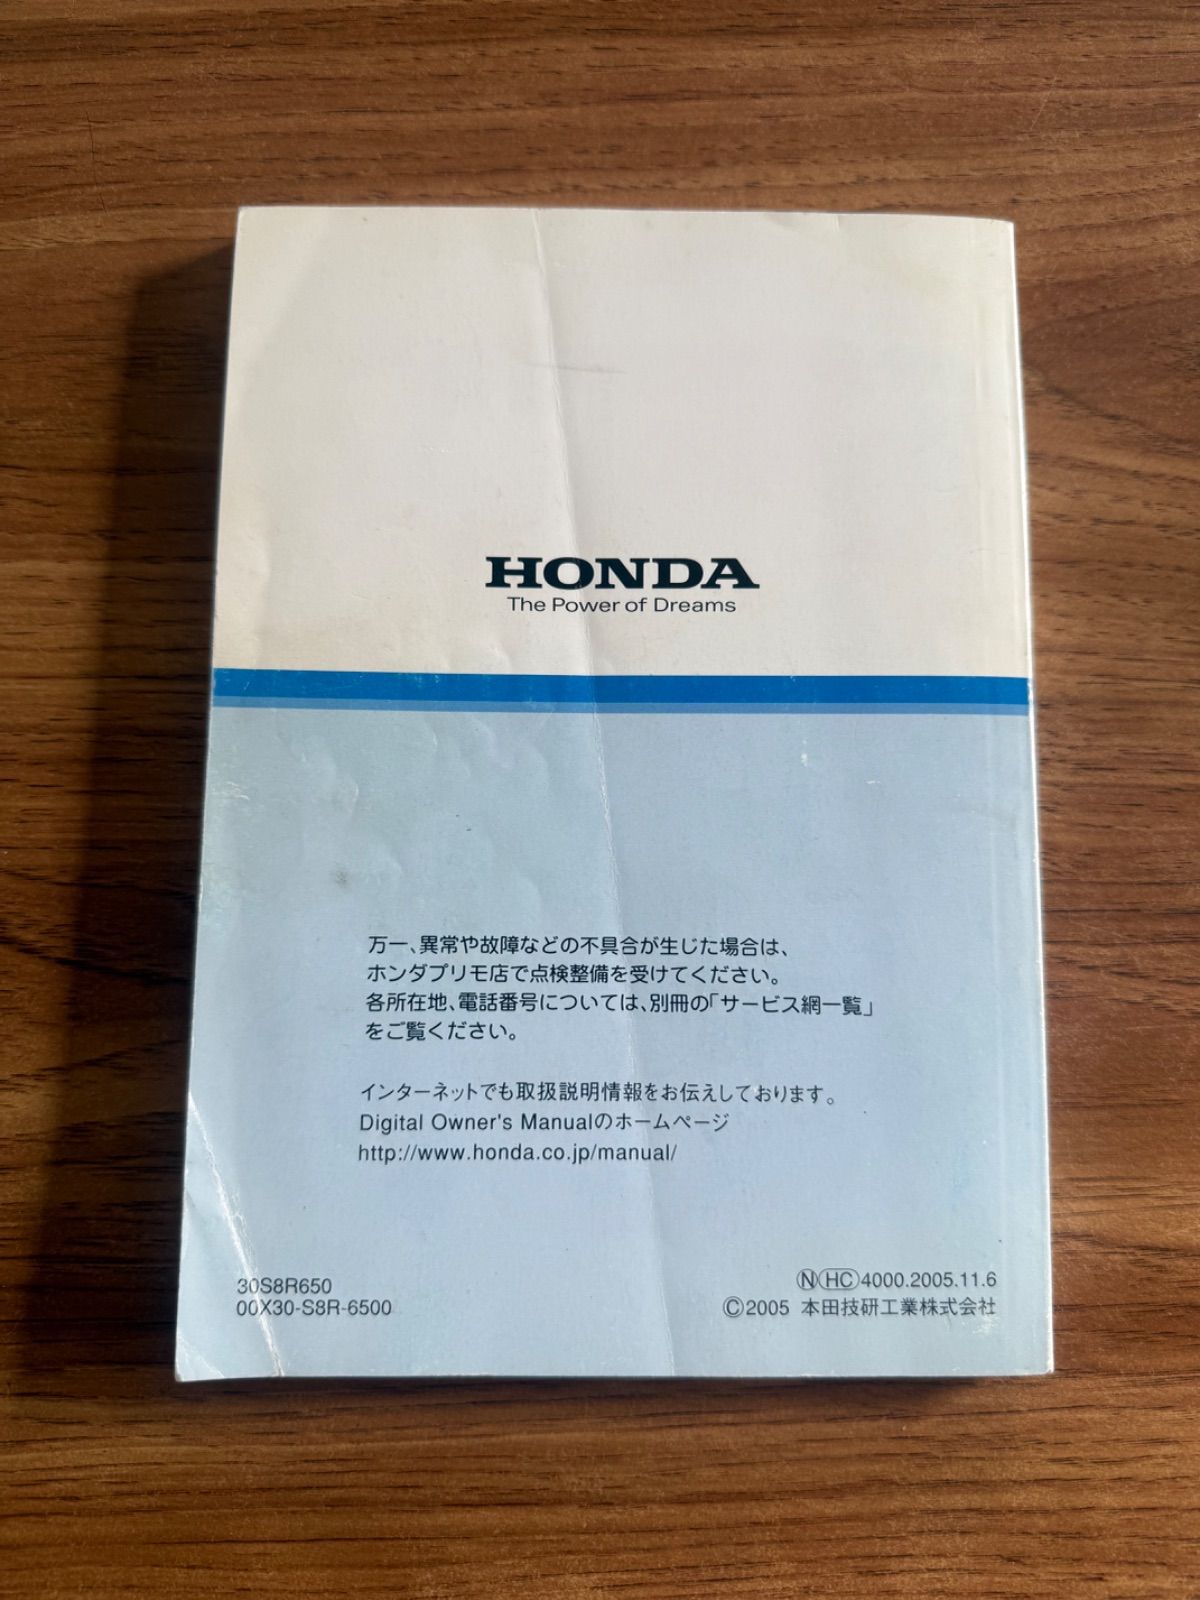 HONDA
The Power of Dreams
万一、異常や故障などの不具合が生じた場合は、
ホンダプリモ店で点検整備を受けてください。
各所在地、電話番号については、別冊の「サービス網一覧」
をご覧ください。
インターネットでも取扱説明情報をお伝えしております。
Digital Owner's Manualのホームページ
http://www.honda.co.jp/manual/
30S8R650
00X30-S8R-6500
Ⓝ HC 4000.2005.11.6
©2005 本田技研工業株式会社